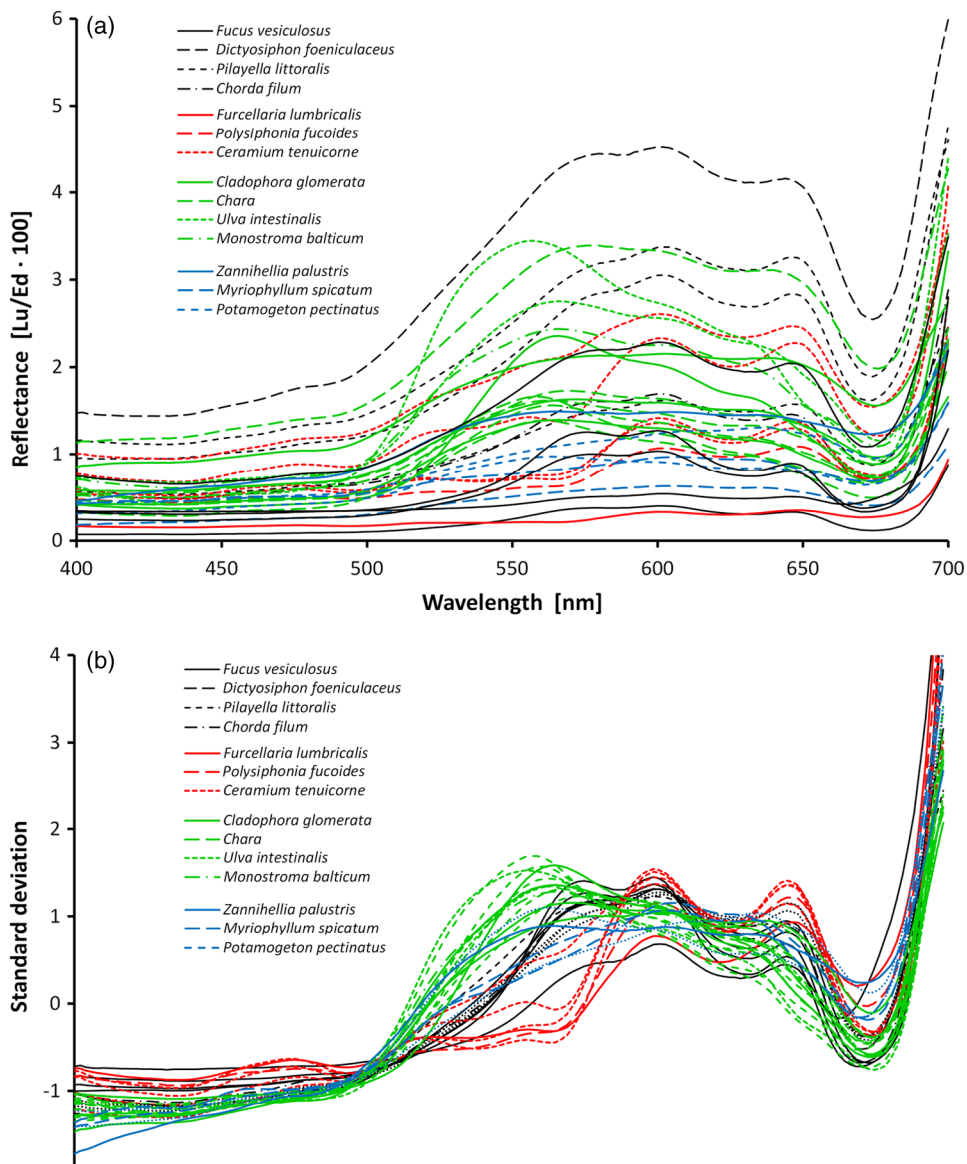 (a)
6
5
4
3
2
1
0
Reflectance [Lu/Ed · 100]
Fucus vesiculosus
Dictyosiphon foeniculaceus
Pilayella littoralis
Chorda filum
Furcellaria lumbricalis
Polysiphonia fucoides
Ceramium tenuicorne
Cladophora glomerata
Chara
Ulva intestinalis
Monostroma balticum
Zannihellia palustris
Myriophyllum spicatum
Potamogeton pectinatus
400 450 500 550 600 650 700
Wavelength [nm]
(b)
4
3
2
1
0
-1
Standard deviation
Fucus vesiculosus
Dictyosiphon foeniculaceus
Pilayella littoralis
Chorda filum
Furcellaria lumbricalis
Polysiphonia fucoides
Ceramium tenuicorne
Cladophora glomerata
Chara
Ulva intestinalis
Monostroma balticum
Zannihellia palustris
Myriophyllum spicatum
Potamogeton pectinatus